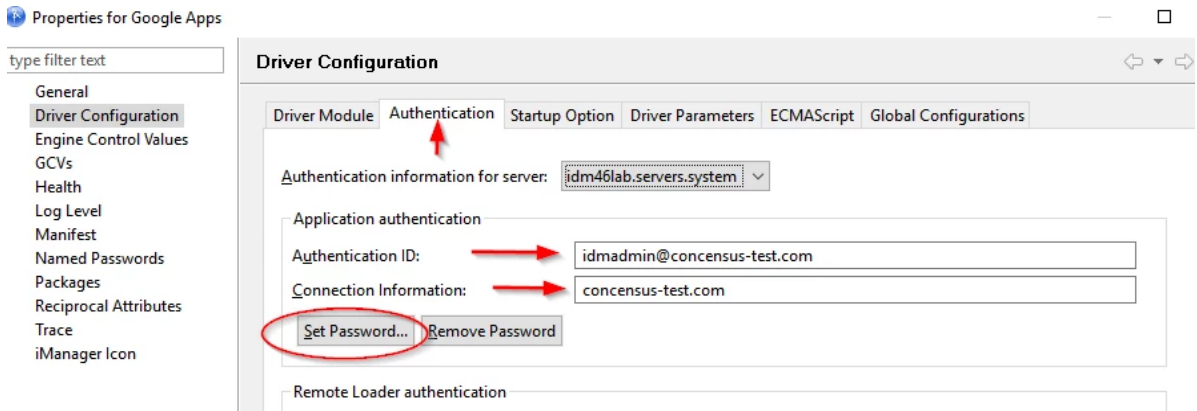 Properties for Google Apps
type filter text
General
Driver Configuration
Engine Control Values
GCVs
Health
Log Level
Manifest
Named Passwords
Packages
Reciprocal Attributes
Trace
iManager Icon
Driver Configuration
Driver Module Authentication Startup Option Driver Parameters ECMAScript Global Configurations
Authentication information for server: idm46lab.servers.system
Application authentication
Authentication ID: idmadmin@concensus-test.com
Connection Information: concensus-test.com
Set Password... Remove Password
Remote Loader authentication